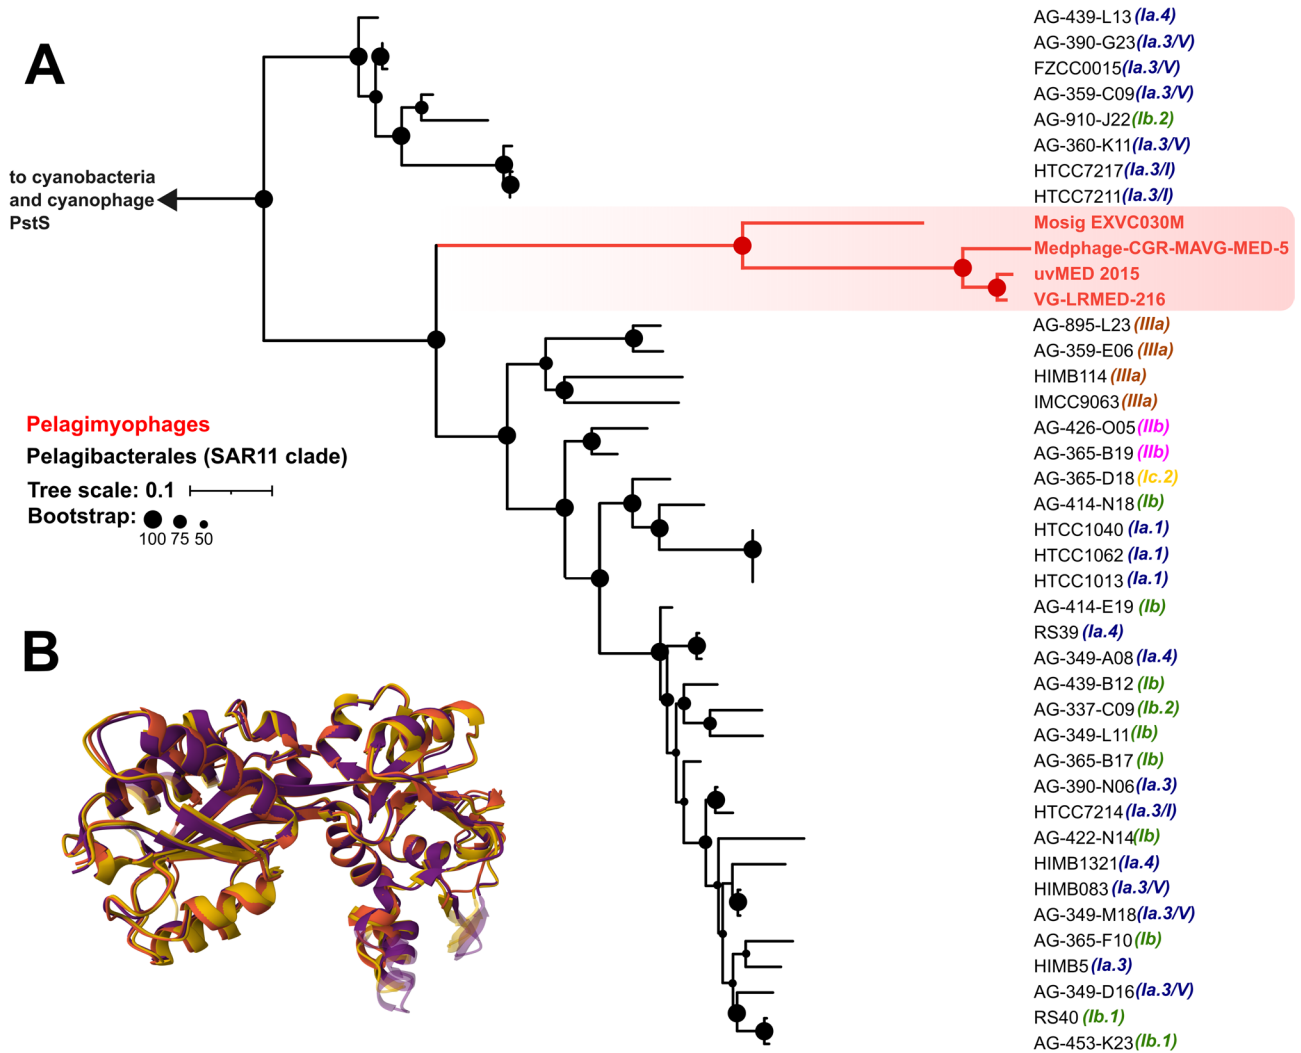 A
to cyanobacteria
and cyanophage
PstS
Pelagimyophages
Pelagibacterales (SAR11 clade)
Tree scale: 0.1
Bootstrap:
100 75 50
B
AG-439-L13 (Ia.4)
AG-390-G23(Ia.3/V)
FZCC0015(Ia.3/V)
AG-359-C09(Ia.3/V)
AG-910-J22(Ib.2)
AG-360-K11(Ia.3/V)
HTCC7217(Ia.3/I)
HTCC7211(Ia.3/I)
Mosig EXVC030M
Medphage-CGR-MAVG-MED-5
uvMED 2015
VG-LRMED-216
AG-895-L23 (IIIa)
AG-359-E06 (IIIa)
HIMB114 (IIIa)
IMCC9063(IIIa)
AG-426-O05(IIb)
AG-365-B19 (IIb)
AG-365-D18 (Ic.2)
AG-414-N18 (Ib)
HTCC1040 (Ia.1)
HTCC1062 (Ia.1)
HTCC1013 (Ia.1)
AG-414-E19 (Ib)
RS39 (Ia.4)
AG-349-A08 (Ia.4)
AG-439-B12 (Ib)
AG-337-C09(Ib.2)
AG-349-L11(Ib)
AG-365-B17 (Ib)
AG-390-N06(Ia.3)
HTCC7214 (Ia.3/I)
AG-422-N14(Ib)
HIMB1321(Ia.4)
HIMB083 (Ia.3/V)
AG-349-M18(Ia.3/V)
AG-365-F10(Ib)
HIMB5(Ia.3)
AG-349-D16(Ia.3/V)
RS40 (Ib.1)
AG-453-K23(Ib.1)